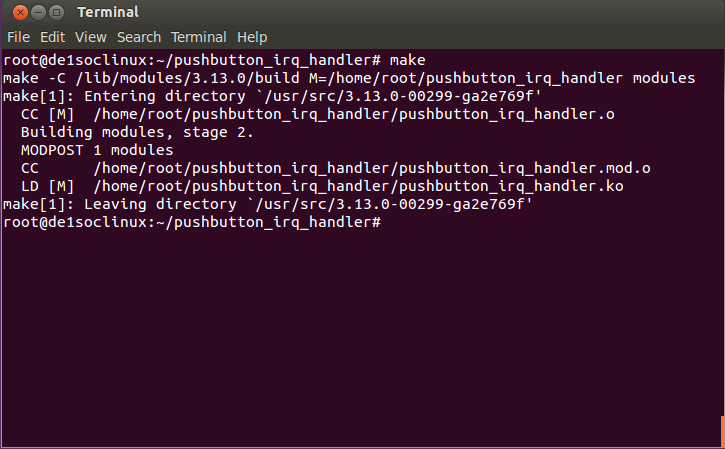 Terminal
File Edit View Search Terminal Help
root@de1soclinux:~/pushbutton_irq_handler# make
make -C /lib/modules/3.13.0/build M=/home/root/pushbutton_irq_handler modules
make[1]: Entering directory `/usr/src/3.13.0-00299-ga2e769f'
  CC [M]  /home/root/pushbutton_irq_handler/pushbutton_irq_handler.o
  Building modules, stage 2.
  MODPOST 1 modules
  CC      /home/root/pushbutton_irq_handler/pushbutton_irq_handler.mod.o
  LD [M]  /home/root/pushbutton_irq_handler/pushbutton_irq_handler.ko
make[1]: Leaving directory `/usr/src/3.13.0-00299-ga2e769f'
root@de1soclinux:~/pushbutton_irq_handler#